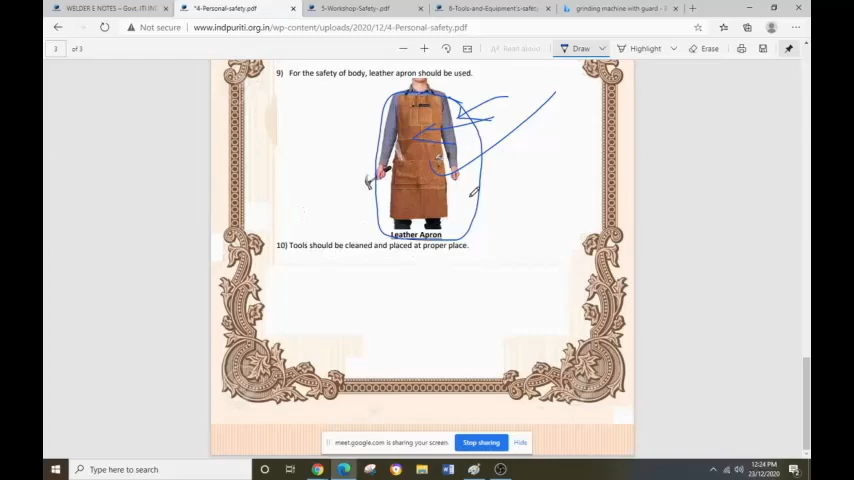 WELDER E NOTES – Govt. ITI IND
*4-Personal-safety.pdf
5-Workshop-Safety-.pdf
6-Tools-and-Equipement's-safety
grinding machine with guard - B
Not secure
www.indpuriti.org.in/wp-content/uploads/2020/12/4-Personal-safety.pdf
3 of 3
Read aloud
Draw
Highlight
Erase
9) For the safety of body, leather apron should be used.
Leather Apron
10) Tools should be cleaned and placed at proper place.
meet.google.com is sharing your screen.
Stop sharing
Hide
Type here to search
12:24 PM
23/12/2020